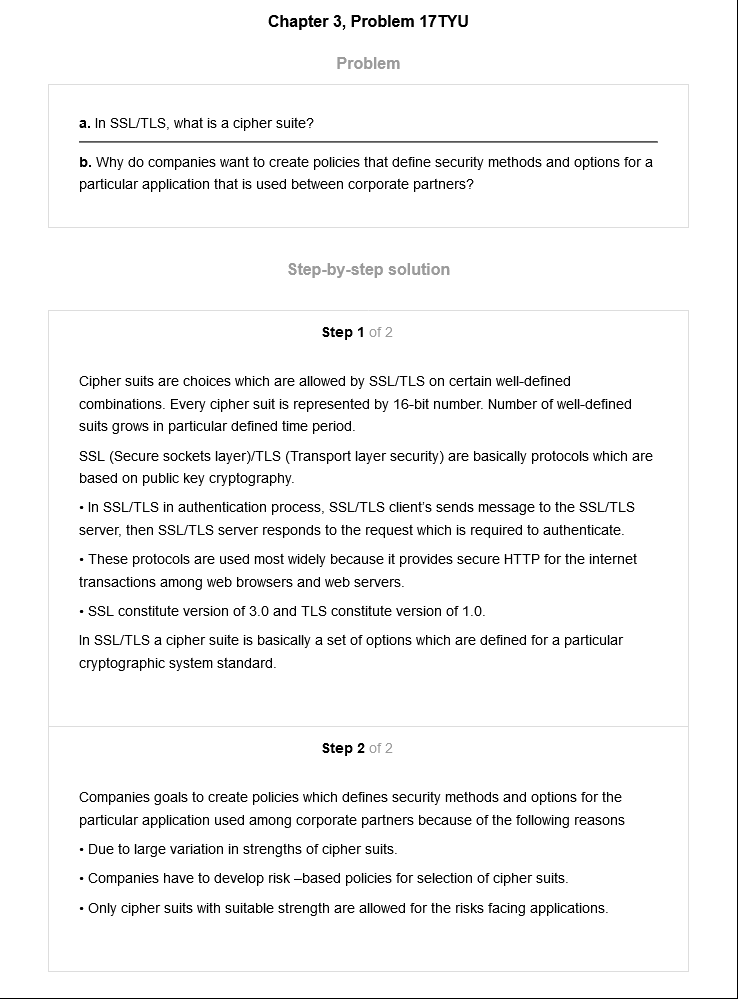 Chapter 3, Problem 17TYU
Problem
a. In SSL/TLS, what is a cipher suite?
b. Why do companies want to create policies that define security methods and options for a
particular application that is used between corporate partners?
Step-by-step solution
Step 1 of 2
Cipher suits are choices which are allowed by SSL/TLS on certain well-defined
combinations. Every cipher suit is represented by 16-bit number. Number of well-defined
suits grows in particular defined time period.
SSL (Secure sockets layer)/TLS (Transport layer security) are basically protocols which are
based on public key cryptography.
• In SSL/TLS in authentication process, SSL/TLS client's sends message to the SSL/TLS
server, then SSL/TLS server responds to the request which is required to authenticate.
• These protocols are used most widely because it provides secure HTTP for the internet
transactions among web browsers and web servers.
• SSL constitute version of 3.0 and TLS constitute version of 1.0.
In SSL/TLS a cipher suite is basically a set of options which are defined for a particular
cryptographic system standard.
Step 2 of 2
Companies goals to create policies which defines security methods and options for the
particular application used among corporate partners because of the following reasons
• Due to large variation in strengths of cipher suits.
• Companies have to develop risk –based policies for selection of cipher suits.
• Only cipher suits with suitable strength are allowed for the risks facing applications.